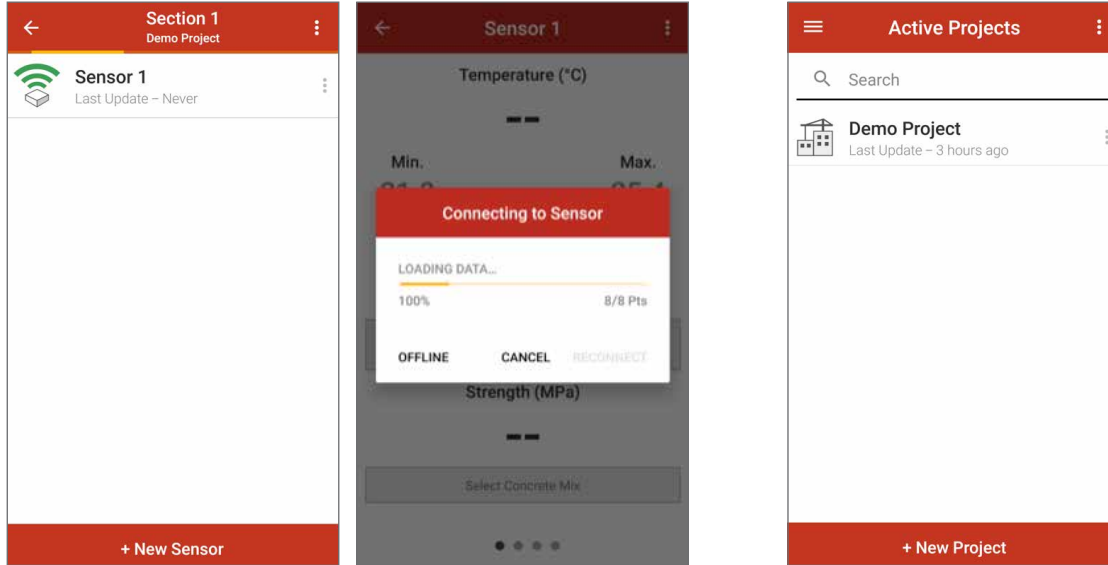 Section 1
Demo Project
Sensor 1
Last Update – Never
+ New Sensor
Sensor 1
Temperature (°C)
--
Min. Max.
Connecting to Sensor
LOADING DATA...
100% 8/8 Pts
OFFLINE CANCEL RECONNECT
Strength (MPa)
--
Select Concrete Mix
Active Projects
Search
Demo Project
Last Update – 3 hours ago
+ New Project